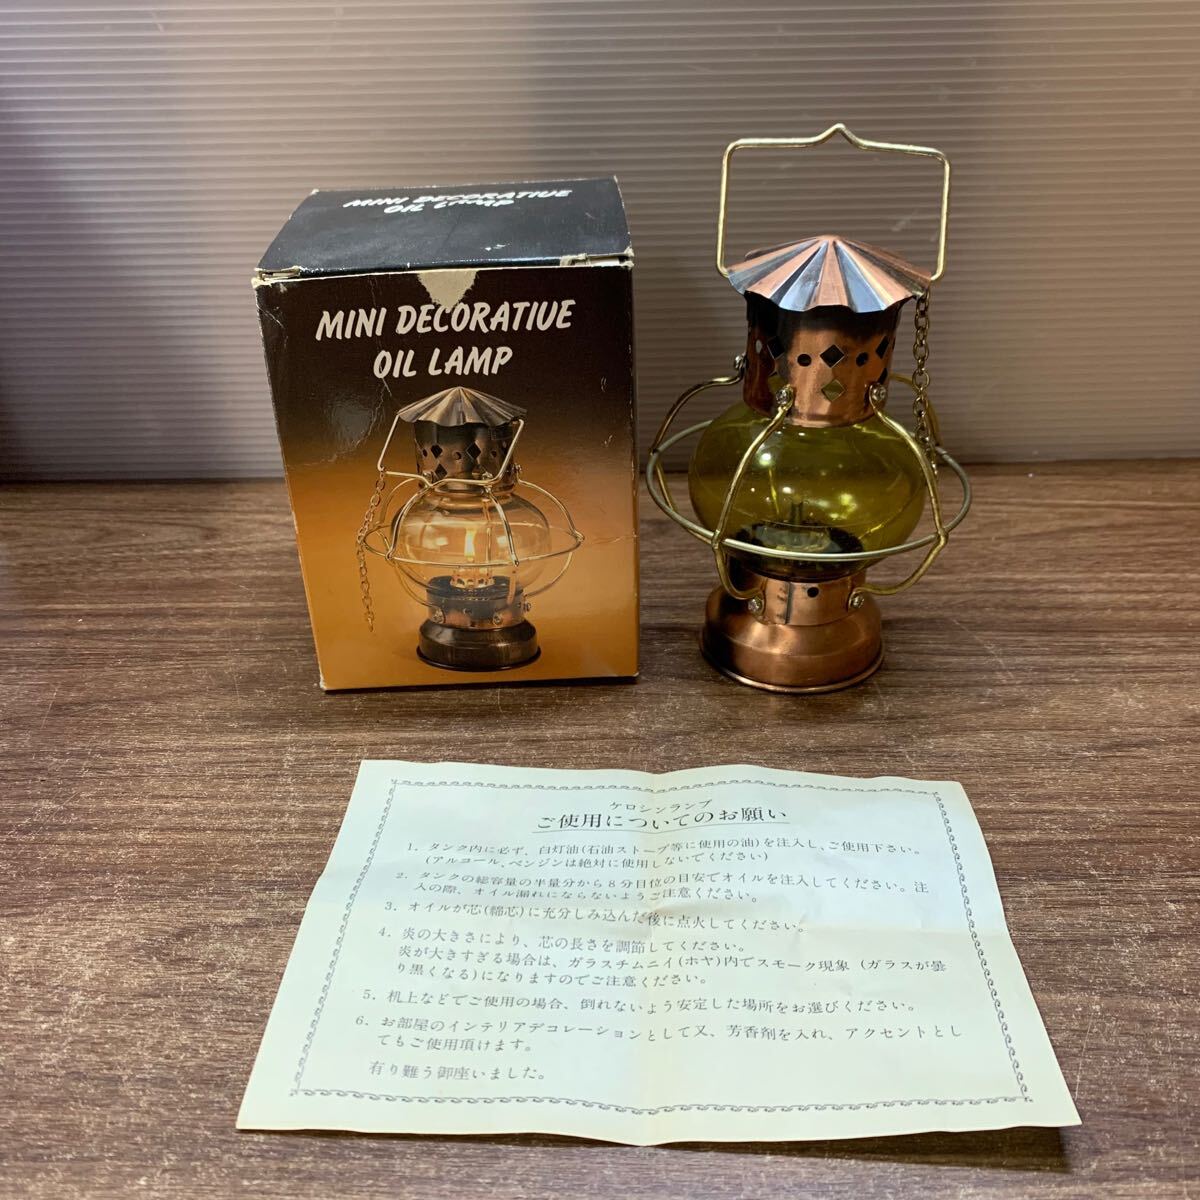 MINI DECORATIVE
OIL LAMP
MINI DECORATIVE
OIL LAMP
ケロシンランプ
ご使用についてのお願い
1. タンク内に必ず、白灯油(石油ストーブ等に使用の油)を注入し、ご使用下さい。
(アルコール、ベンジンは絶対に使用しないでください)
2. タンクの総容量の半量分から8分目位の目安でオイルを注入してください。注
入の際、オイル漏れにならないようご注意ください。
3. オイルが芯(綿芯)に充分しみ込んだ後に点火してください。
4. 炎の大きさにより、芯の長さを調節してください。
炎が大きすぎる場合は、ガラスチムニイ(ホヤ)内でスモーク現象 (ガラスが曇
り黒くなる)になりますのでご注意ください。
5. 机上などでご使用の場合、倒れないよう安定した場所をお選びください。
6. お部屋のインテリアデコレーションとして又、芳香剤を入れ、アクセントとし
てもご使用頂けます。
有り難う御座いました。